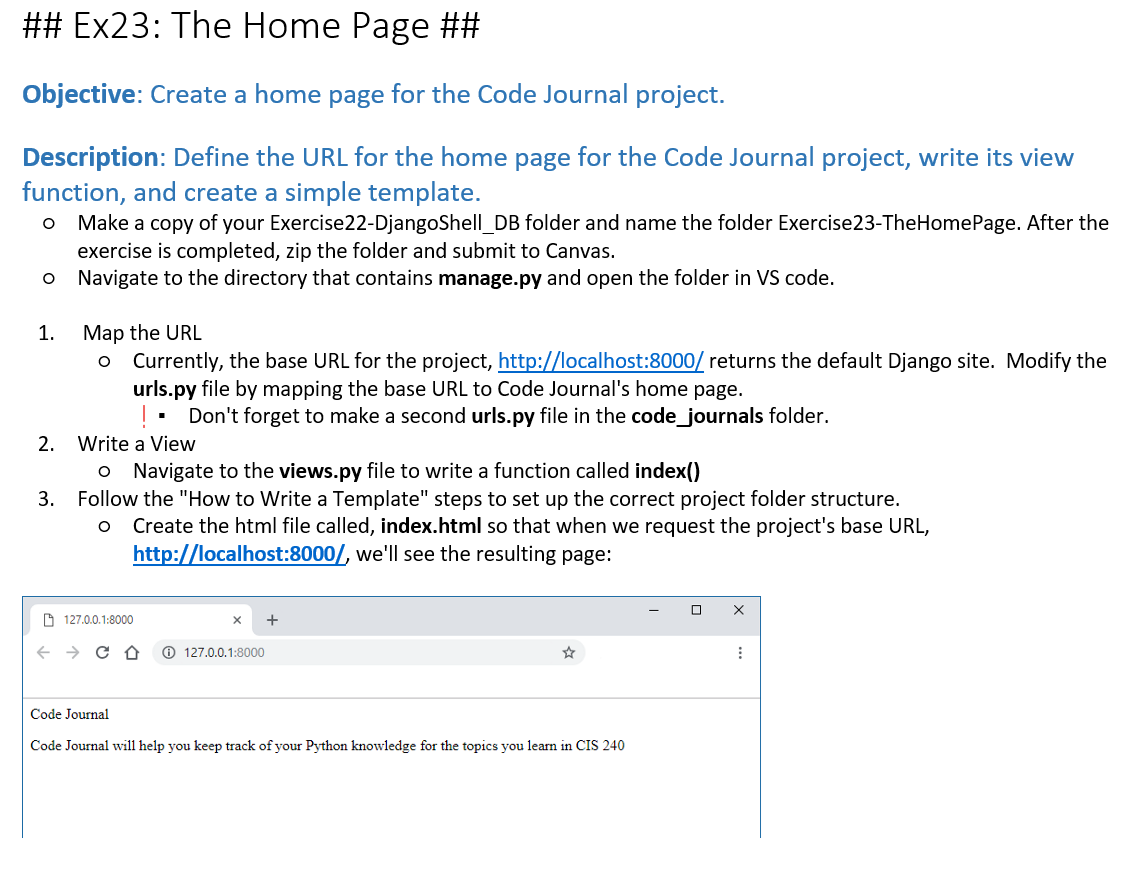 ## Ex23: The Home Page ##
Objective: Create a home page for the Code Journal project.
Description: Define the URL for the home page for the Code Journal project, write its view
function, and create a simple template.
o Make a copy of your Exercise22-DjangoShell_DB folder and name the folder Exercise23-TheHomePage. After the
exercise is completed, zip the folder and submit to Canvas.
o Navigate to the directory that contains manage.py and open the folder in VS code.
1. Map the URL
o Currently, the base URL for the project, http://localhost:8000/ returns the default Django site. Modify the
urls.py file by mapping the base URL to Code Journal's home page.
! ▪ Don't forget to make a second urls.py file in the code_journals folder.
2. Write a View
o Navigate to the views.py file to write a function called index()
3. Follow the "How to Write a Template" steps to set up the correct project folder structure.
o Create the html file called, index.html so that when we request the project's base URL,
http://localhost:8000/, we'll see the resulting page:
127.0.0.1:8000
127.0.0.1:8000
Code Journal
Code Journal will help you keep track of your Python knowledge for the topics you learn in CIS 240